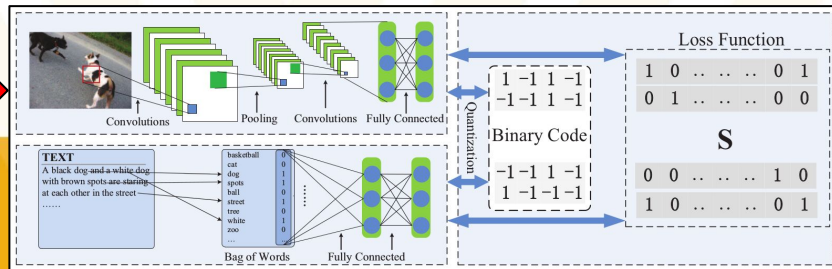 Convolutions
Pooling
Convolutions
Fully Connected
TEXT
A black dog and a white dog
with brown spots are staring
at each other in the street
......
basketball 0
cat 0
dog 1
spots 1
ball 0
street 1
tree 0
white 1
zoo 0
... ..
Bag of Words
......
Fully Connected
Quantization
1 -1 1 -1
-1 -1 1 -1
Binary Code
-1 -1 1 -1
1 -1 -1 -1
Loss Function
1 0 .. .. .. 0 1
0 1 .. .. .. 0 0
S
0 0 .. .. .. 1 0
1 0 .. .. .. 0 1